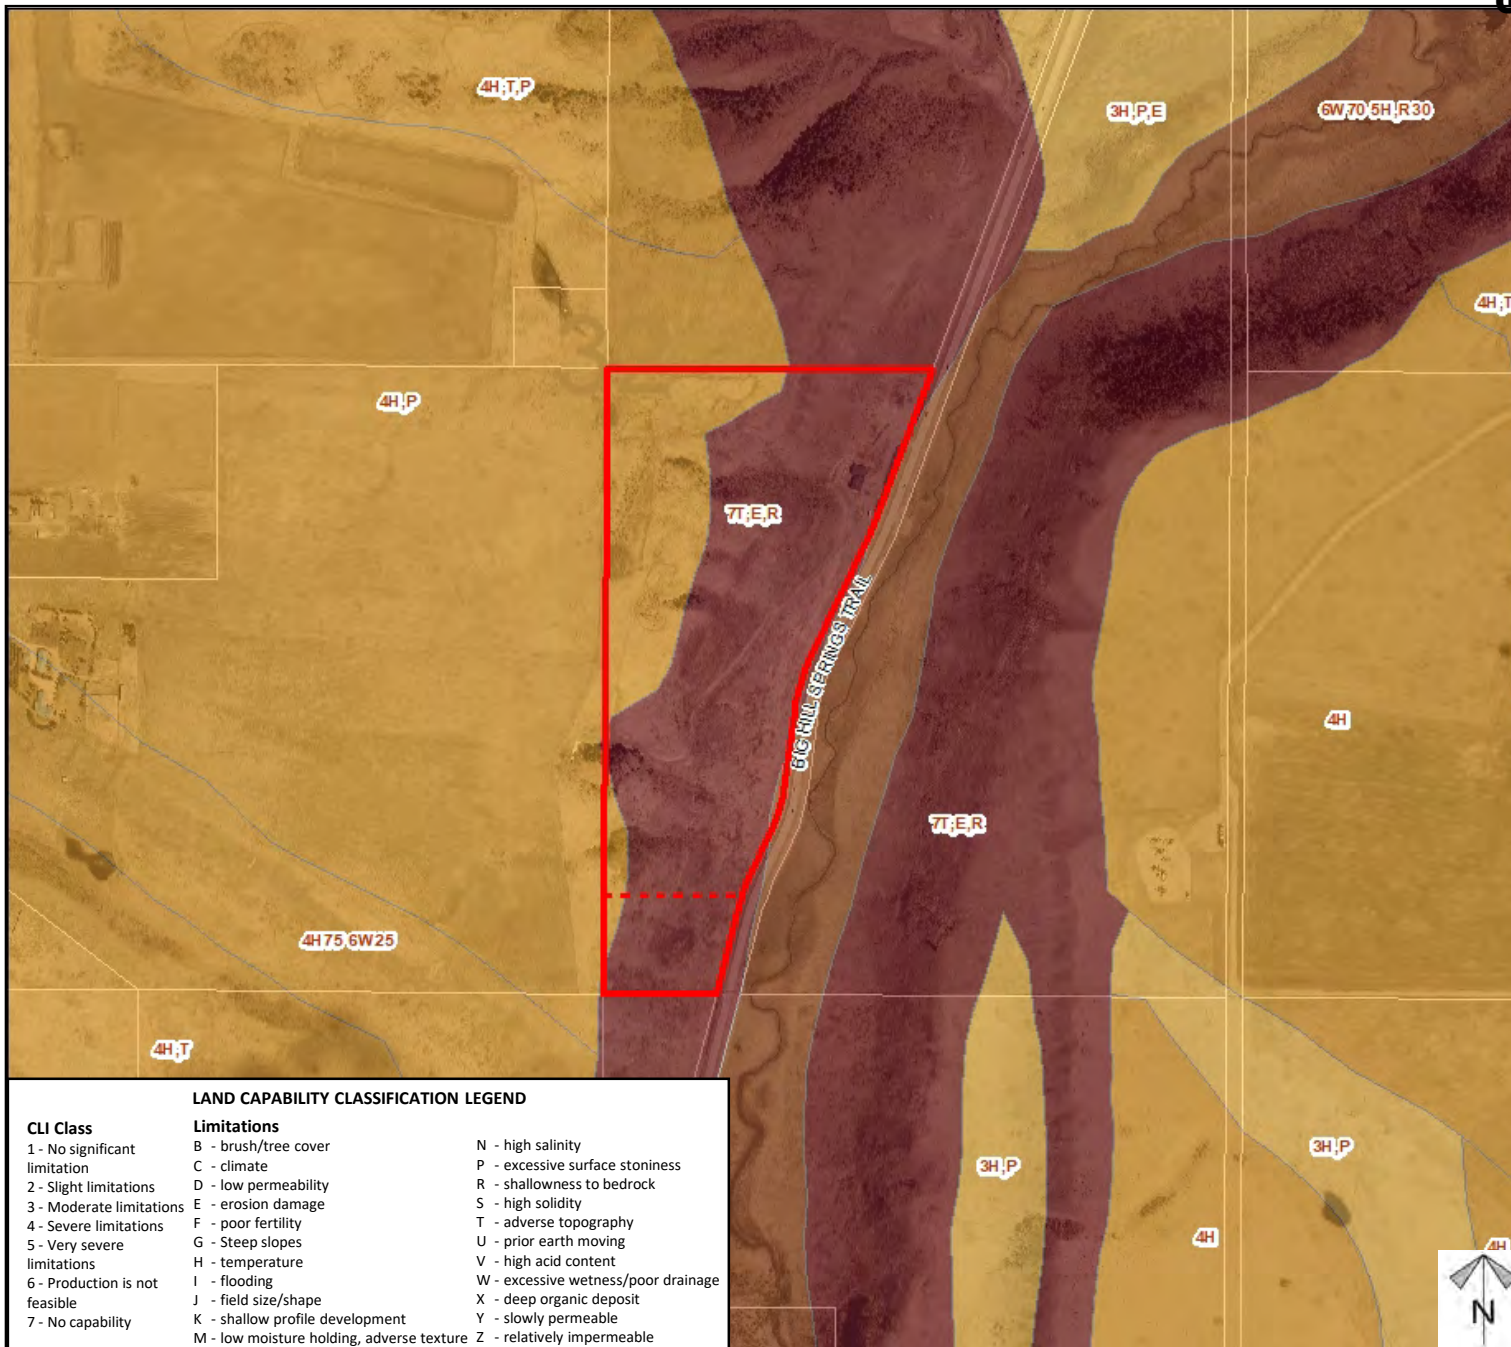 4H;T,P
3H,P,E
6W70 5H,R30
4H;T
4H,P
7T;E,R
BIG HILL SPRINGS TRAIL
4H
7T;E,R
4H75 6W25
4H;T
3H,P
3H,P
4H
4H
LAND CAPABILITY CLASSIFICATION LEGEND
CLI Class
1 - No significant
limitation
2 - Slight limitations
3 - Moderate limitations
4 - Severe limitations
5 - Very severe
limitations
6 - Production is not
feasible
7 - No capability
Limitations
B - brush/tree cover
C - climate
D - low permeability
E - erosion damage
F - poor fertility
G - Steep slopes
H - temperature
I - flooding
J - field size/shape
K - shallow profile development
M - low moisture holding, adverse texture
N - high salinity
P - excessive surface stoniness
R - shallowness to bedrock
S - high solidity
T - adverse topography
U - prior earth moving
V - high acid content
W - excessive wetness/poor drainage
X - deep organic deposit
Y - slowly permeable
Z - relatively impermeable
N